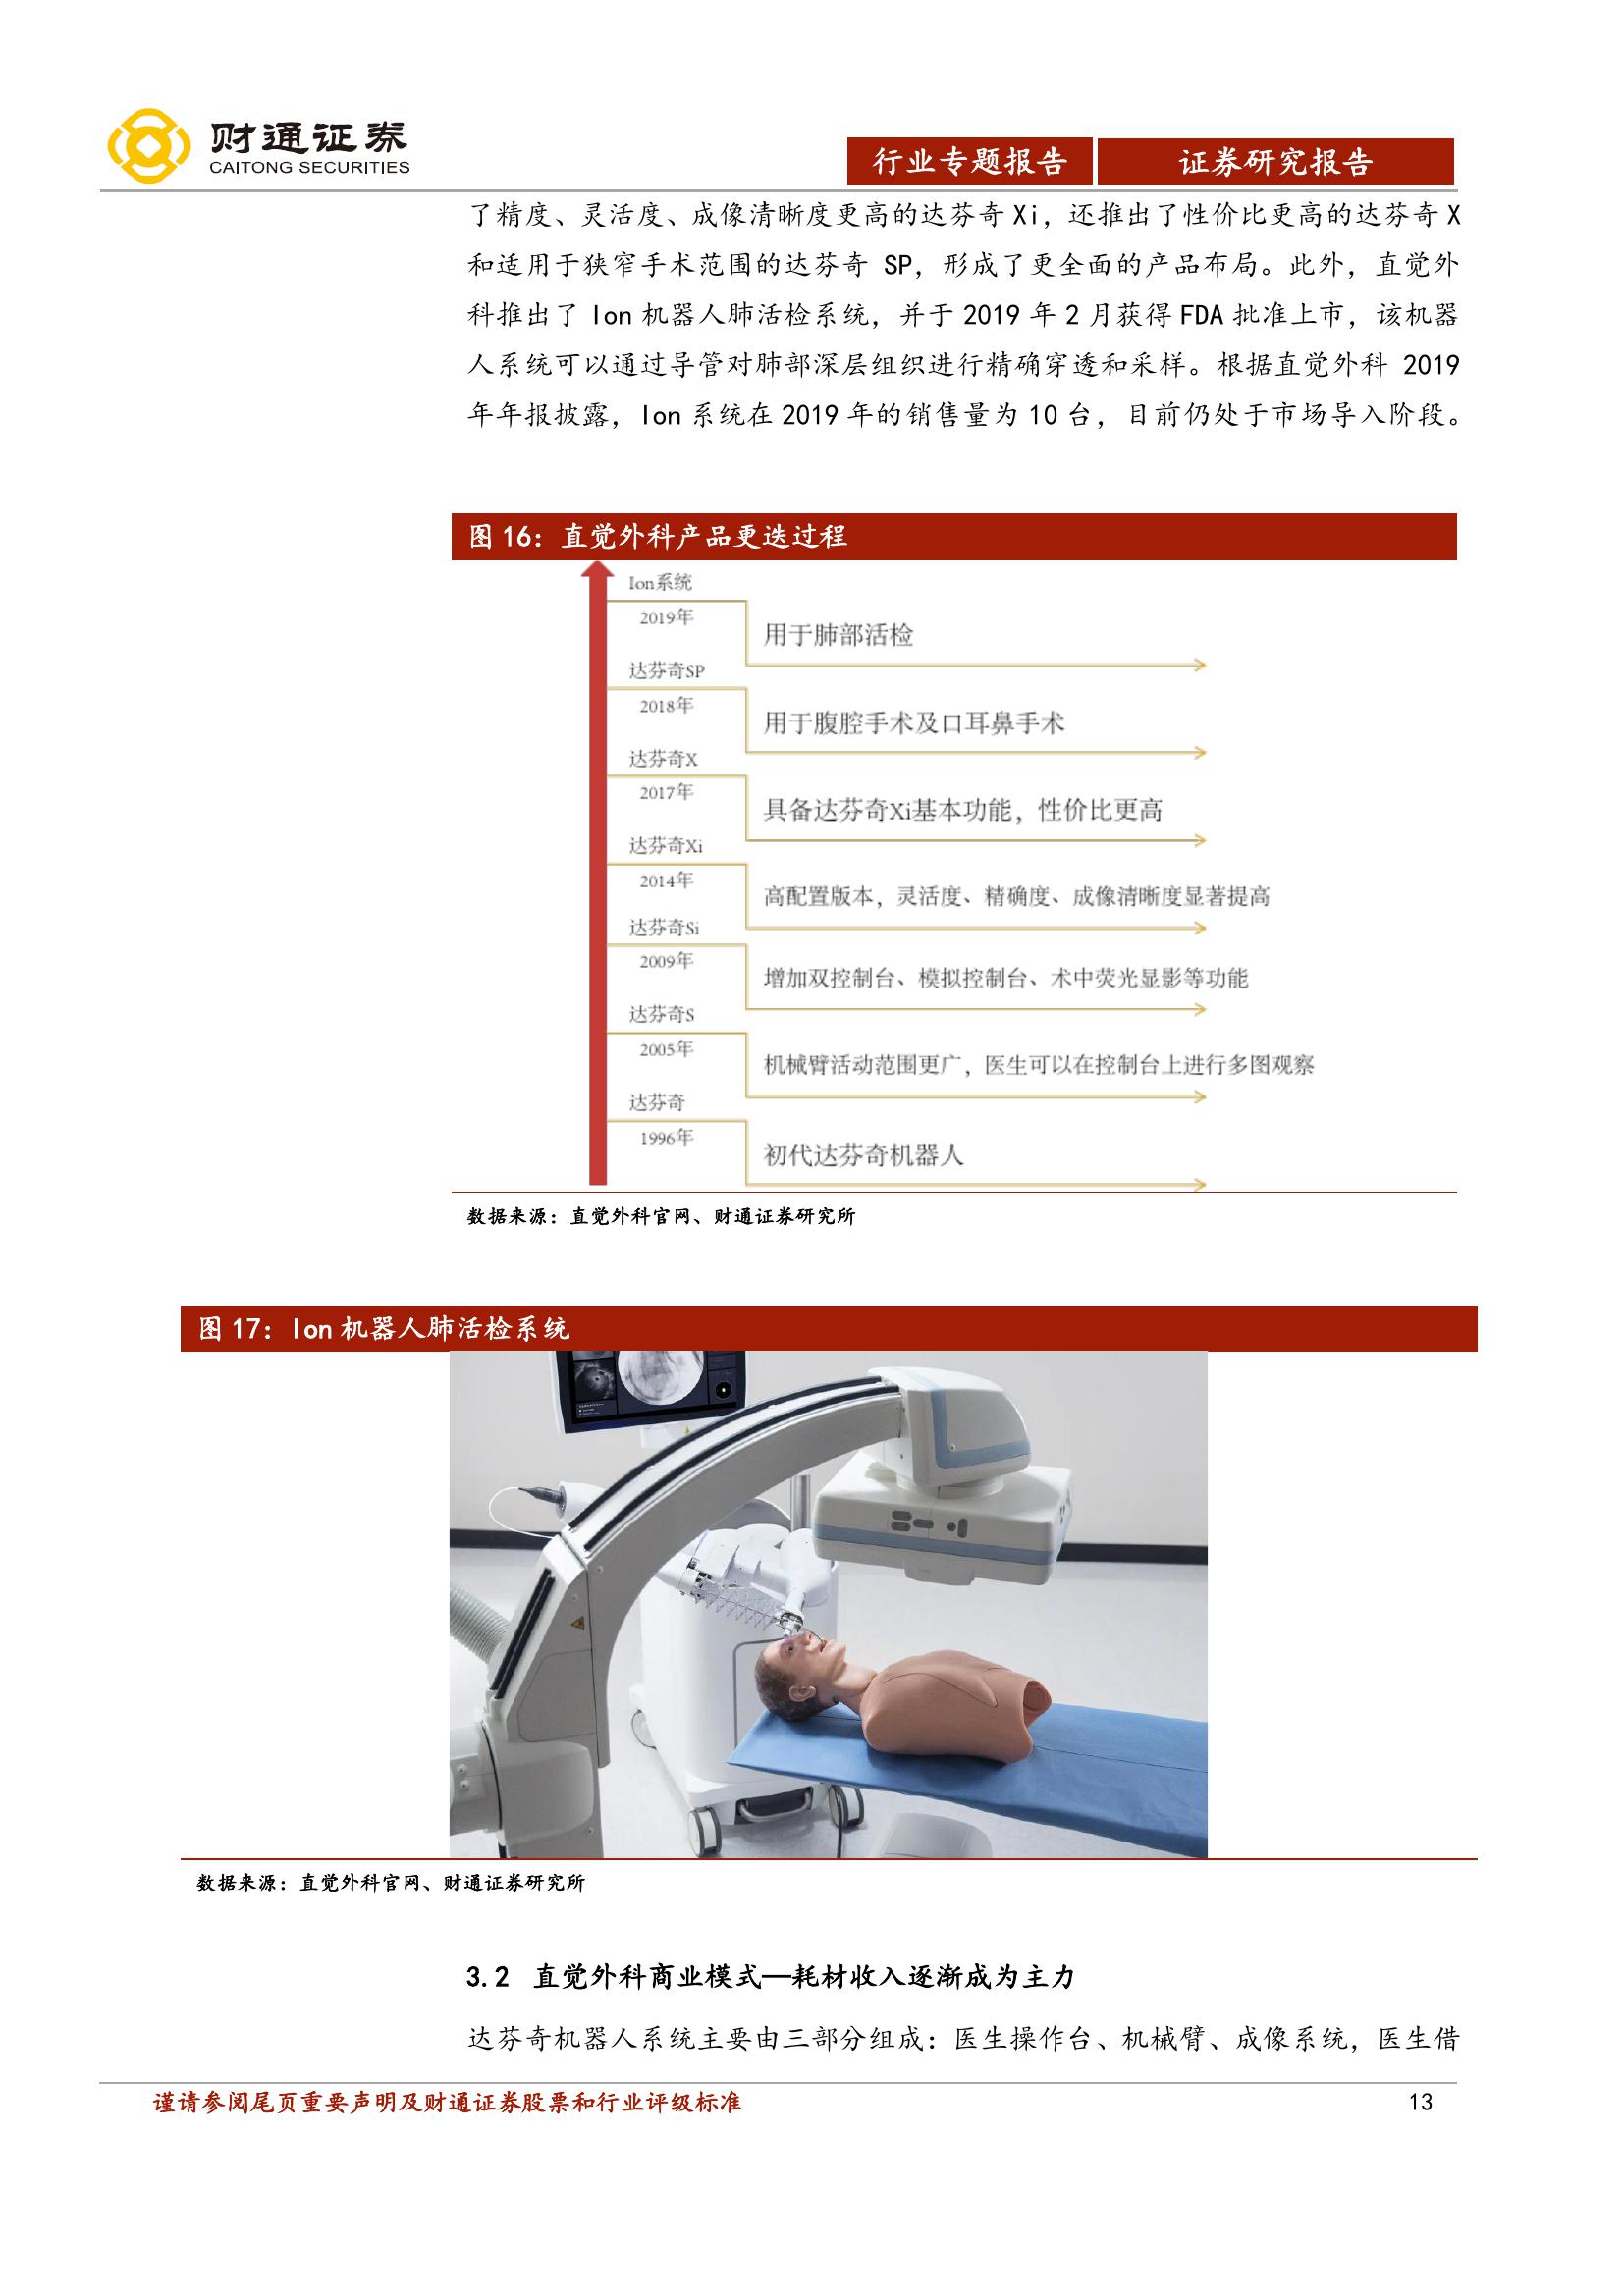 财通证券
CAITONG SECURITIES
行业专题报告 证券研究报告
了精度、灵活度、成像清晰度更高的达芬奇 Xi，还推出了性价比更高的达芬奇 X
和适用于狭窄手术范围的达芬奇 SP，形成了更全面的产品布局。此外，直觉外
科推出了 Ion 机器人肺活检系统，并于 2019 年 2 月获得 FDA 批准上市，该机器
人系统可以通过导管对肺部深层组织进行精确穿透和采样。根据直觉外科 2019
年年报披露，Ion 系统在 2019 年的销售量为 10 台，目前仍处于市场导入阶段。
图 16：直觉外科产品更迭过程
Ion系统
2019年
用于肺部活检
达芬奇SP
2018年
用于腹腔手术及口耳鼻手术
达芬奇X
2017年
具备达芬奇Xi基本功能，性价比更高
达芬奇Xi
2014年
高配置版本，灵活度、精确度、成像清晰度显著提高
达芬奇Si
2009年
增加双控制台、模拟控制台、术中荧光显影等功能
达芬奇S
2005年
机械臂活动范围更广，医生可以在控制台上进行多图观察
达芬奇
1996年
初代达芬奇机器人
数据来源：直觉外科官网、财通证券研究所
图 17：Ion 机器人肺活检系统
数据来源：直觉外科官网、财通证券研究所
3.2 直觉外科商业模式—耗材收入逐渐成为主力
达芬奇机器人系统主要由三部分组成：医生操作台、机械臂、成像系统，医生借
谨请参阅尾页重要声明及财通证券股票和行业评级标准 13